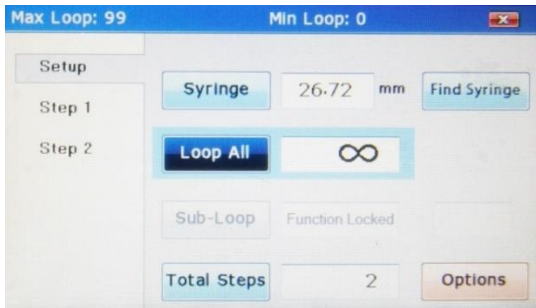 Max Loop: 99 Min Loop: 0
Setup
Syringe 26.72 mm Find Syringe
Step 1
Step 2
Loop All ∞
Sub-Loop Function Locked
Total Steps 2 Options